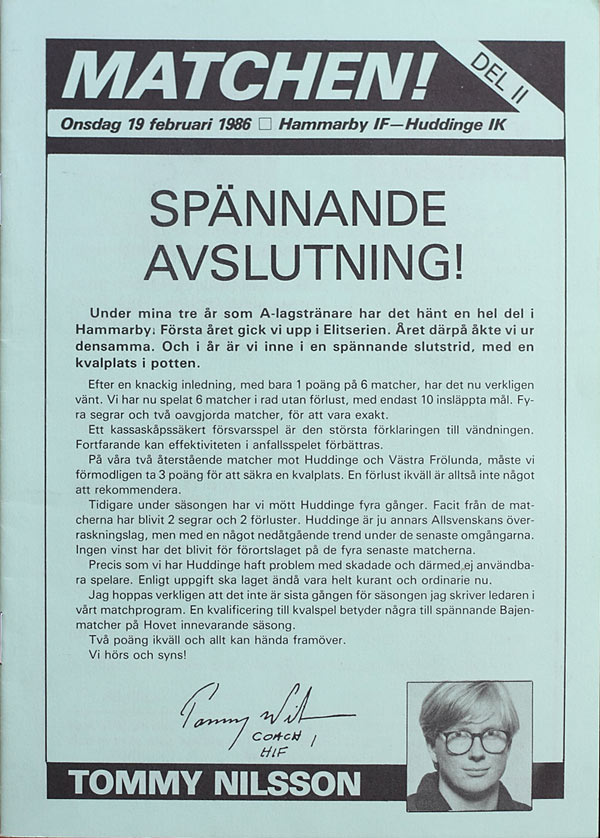 MATCHEN!
DEL II
Onsdag 19 februari 1986 □ Hammarby IF—Huddinge IK
SPÄNNANDE
AVSLUTNING!
Under mina tre år som A-lagstränare har det hänt en hel del i
Hammarby. Första året gick vi upp i Elitserien. Året därpå åkte vi ur
densamma. Och i år är vi inne i en spännande slutstrid, med en
kvalplats i potten.
Efter en knackig inledning, med bara 1 poäng på 6 matcher, har det nu verkligen
vänt. Vi har nu spelat 6 matcher i rad utan förlust, med endast 10 insläppta mål. Fy-
ra segrar och två oavgjorda matcher, för att vara exakt.
Ett kassaskåpssäkert försvarsspel är den största förklaringen till vändningen.
Fortfarande kan effektiviteten i anfallsspelet förbättras.
På våra två återstående matcher mot Huddinge och Västra Frölunda, måste vi
förmodligen ta 3 poäng för att säkra en kvalplats. En förlust ikväll är alltså inte något
att rekommendera.
Tidigare under säsongen har vi mött Huddinge fyra gånger. Facit från de mat-
cherna har blivit 2 segrar och 2 förluster. Huddinge är ju annars Allsvenskans över-
raskningslag, men med en något nedåtgående trend under de senaste omgångarna.
Ingen vinst har det blivit för förortslaget på de fyra senaste matcherna.
Precis som vi har Huddinge haft problem med skadade och därmed ej användba-
ra spelare. Enligt uppgift ska laget ändå vara helt kurant och ordinarie nu.
Jag hoppas verkligen att det inte är sista gången för säsongen jag skriver ledaren i
vårt matchprogram. En kvalificering till kvalspel betyder några till spännande Bajen-
matcher på Hovet innevarande säsong.
Två poäng ikväll och allt kan hända framöver.
Vi hörs och syns!
Tommy Nil
COACH
HIF
TOMMY NILSSON